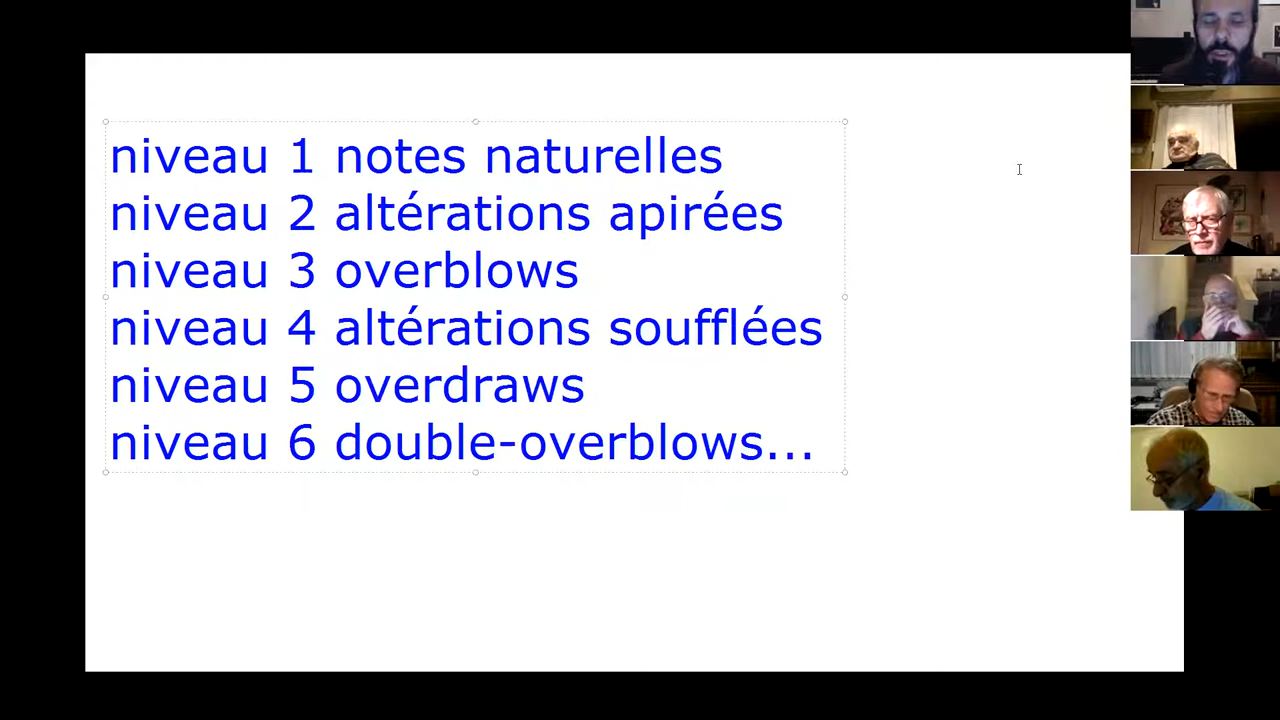 niveau 1 notes naturelles
niveau 2 altérations apirées
niveau 3 overblows
niveau 4 altérations soufflées
niveau 5 overdraws
niveau 6 double-overblows...